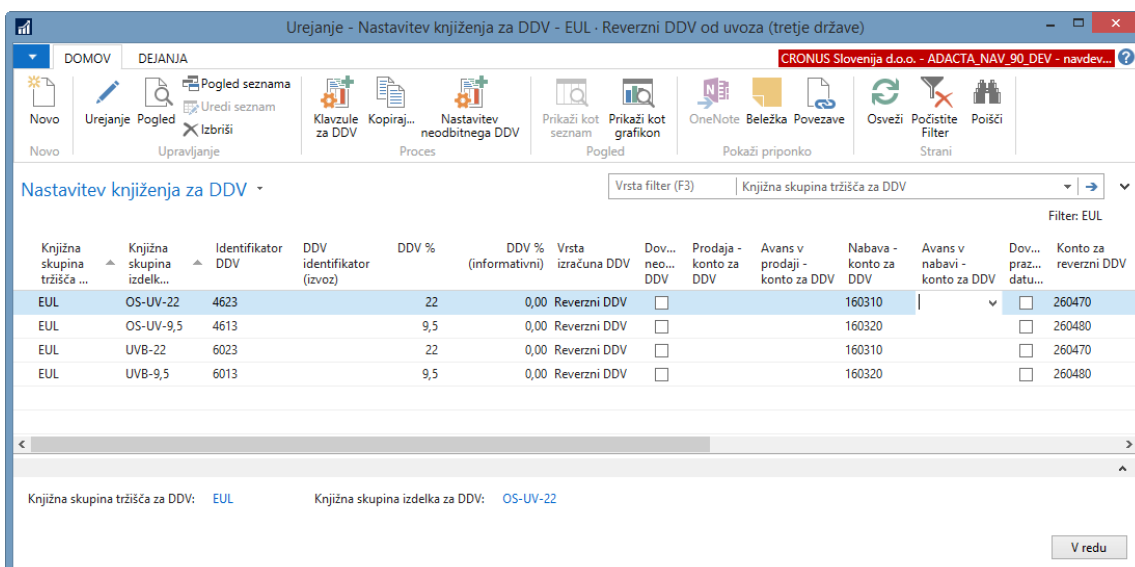 Urejanje - Nastavitev knjiženja za DDV - EUL · Reverzni DDV od uvoza (tretje države)
DOMOV DEJANJA CRONUS Slovenija d.o.o. - ADACTA_NAV_90_DEV - navdev...
Novo
Urejanje
Pogled
Pogled seznama
Uredi seznam
Izbriši
Klavzule za DDV
Kopiraj...
Nastavitev neodbitnega DDV
Prikaži kot seznam
Prikaži kot grafikon
OneNote
Beležka
Povezave
Osveži
Počistite Filter
Poišči
Novo Upravljanje Proces Pogled Pokaži priponko Strani
Nastavitev knjiženja za DDV
Vrsta filter (F3) Knjižna skupina tržišča za DDV
Filter: EUL
Knjižna skupina tržišča ...
Knjižna skupina izdelk...
Identifikator DDV
DDV identifikator (izvoz)
DDV %
DDV % (informativni)
Vrsta izračuna DDV
Dov... neo... DDV
Prodaja - konto za DDV
Avans v prodaji - konto za DDV
Nabava - konto za DDV
Avans v nabavi - konto za DDV
Dov... praz... datu...
Konto za reverzni DDV
EUL OS-UV-22 4623 22 0,00 Reverzni DDV 160310 260470
EUL OS-UV-9,5 4613 9,5 0,00 Reverzni DDV 160320 260480
EUL UVB-22 6023 22 0,00 Reverzni DDV 160310 260470
EUL UVB-9,5 6013 9,5 0,00 Reverzni DDV 160320 260480
Knjižna skupina tržišča za DDV: EUL Knjižna skupina izdelka za DDV: OS-UV-22
V redu